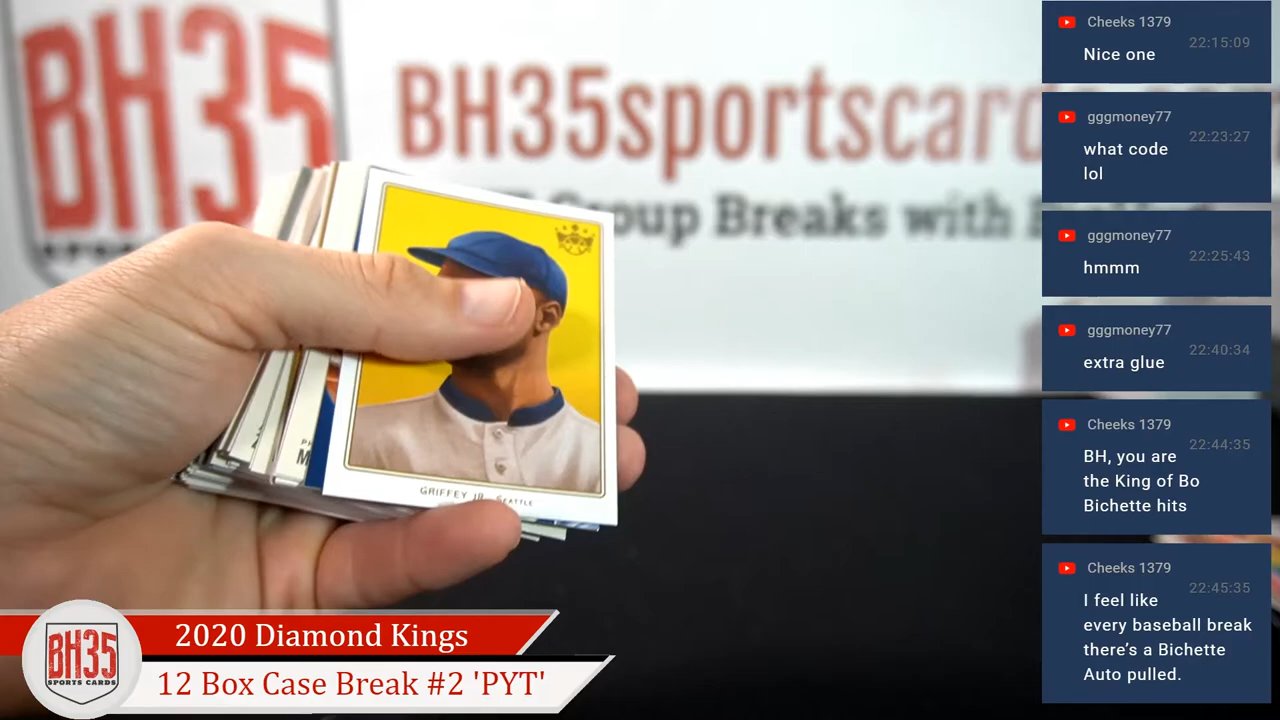 BH35
SPORTS
BH35sportscard
Group Breaks with
GRIFFEY JR. SEATTLE
2020 Diamond Kings
12 Box Case Break #2 'PYT'
BH35
SPORTS CARDS
Cheeks 1379
22:15:09
Nice one
gggmoney77
22:23:27
what code
lol
gggmoney77
22:25:43
hmmm
gggmoney77
22:40:34
extra glue
Cheeks 1379
22:44:35
BH, you are
the King of Bo
Bichette hits
Cheeks 1379
22:45:35
I feel like
every baseball break
there's a Bichette
Auto pulled.